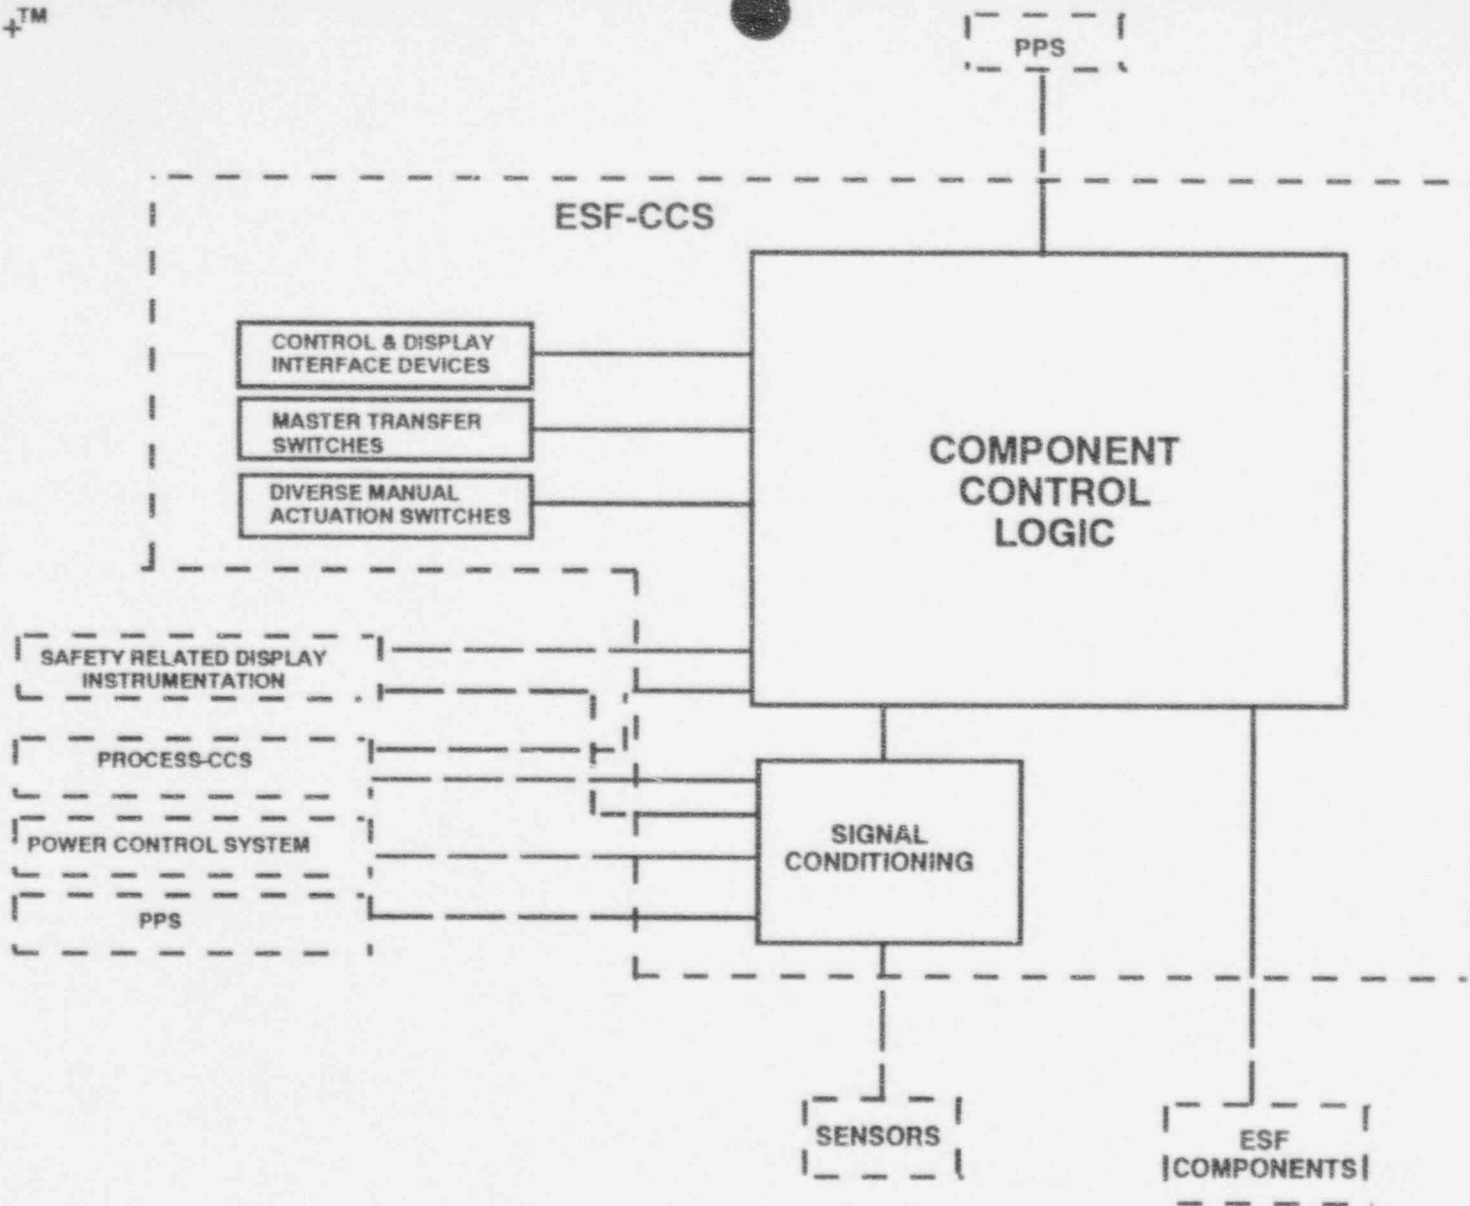 +™
PPS
ESF-CCS
CONTROL & DISPLAY
INTERFACE DEVICES
MASTER TRANSFER
SWITCHES
DIVERSE MANUAL
ACTUATION SWITCHES
COMPONENT
CONTROL
LOGIC
SAFETY RELATED DISPLAY
INSTRUMENTATION
PROCESS-CCS
POWER CONTROL SYSTEM
PPS
SIGNAL
CONDITIONING
SENSORS
ESF
COMPONENTS